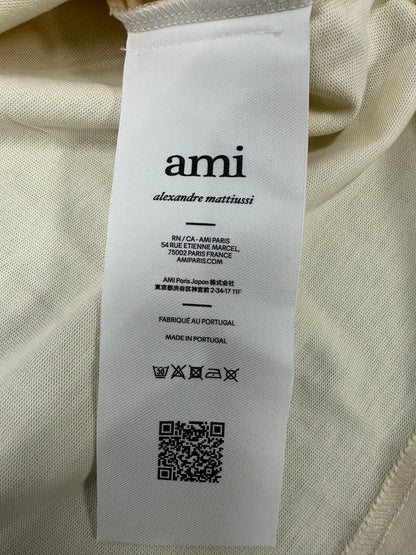 ami
alexandre mattiussi
RN / CA - AMI PARIS
54 RUE ETIENNE MARCEL,
75002 PARIS FRANCE
AMIPARIS.COM
AMI Paris Japan 株式会社
東京都渋谷区神宮前 2-34-17 11F
FABRIQUÉ AU PORTUGAL
MADE IN PORTUGAL
30